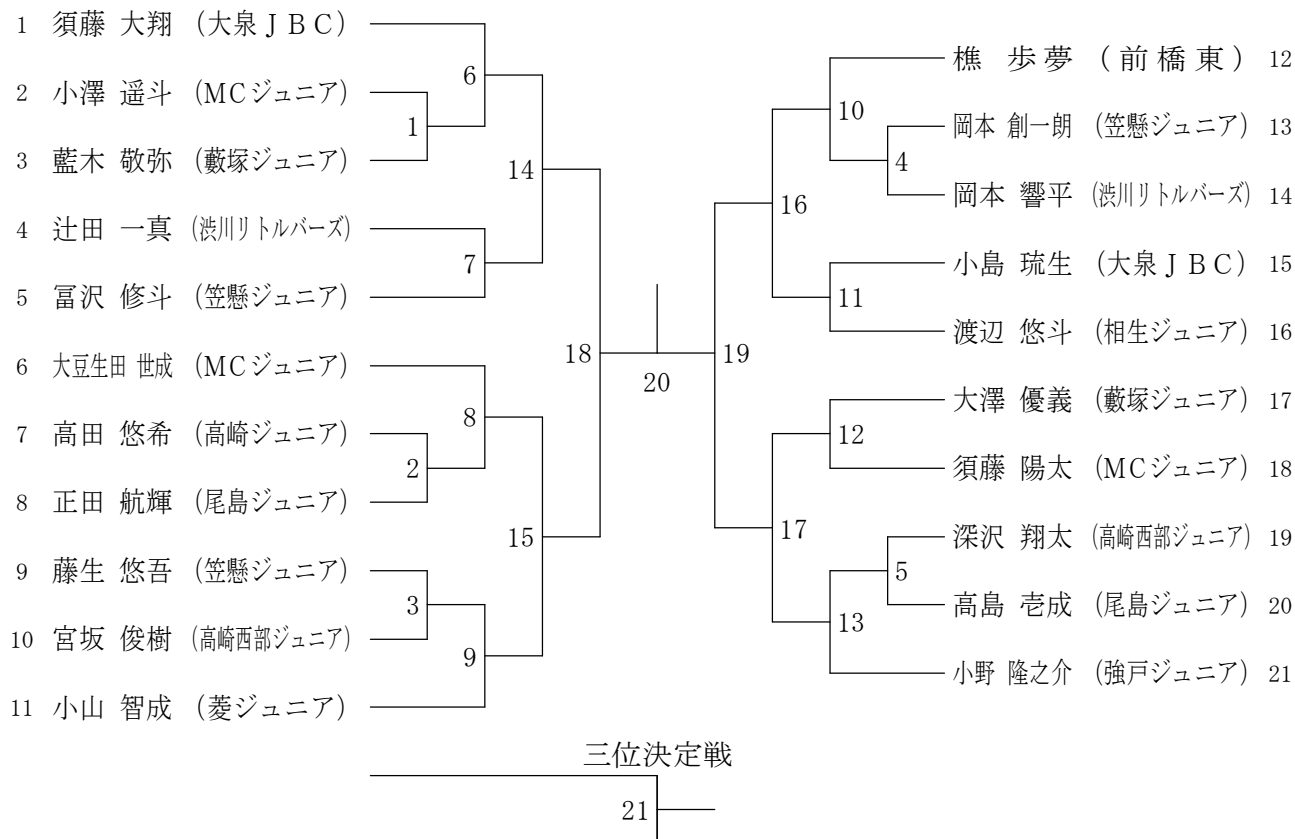 1 須藤 大翔 (大泉ＪＢＣ)
2 小澤 遥斗 (MCジュニア)
3 藍木 敬弥 (藪塚ジュニア)
4 辻田 一真 (渋川リトルバーズ)
5 冨沢 修斗 (笠懸ジュニア)
6 大豆生田 世成 (MCジュニア)
7 高田 悠希 (高崎ジュニア)
8 正田 航輝 (尾島ジュニア)
9 藤生 悠吾 (笠懸ジュニア)
10 宮坂 俊樹 (高崎西部ジュニア)
11 小山 智成 (菱ジュニア)
6
1
14
7
18
8
2
15
3
9
20
樵 歩夢 (前橋東) 12
岡本 創一朗 (笠懸ジュニア) 13
岡本 響平 (渋川リトルバーズ) 14
小島 琉生 (大泉ＪＢＣ) 15
渡辺 悠斗 (相生ジュニア) 16
大澤 優義 (藪塚ジュニア) 17
須藤 陽太 (MCジュニア) 18
深沢 翔太 (高崎西部ジュニア) 19
高島 壱成 (尾島ジュニア) 20
小野 隆之介 (強戸ジュニア) 21
10
4
16
11
19
12
17
5
13
三位決定戦
21